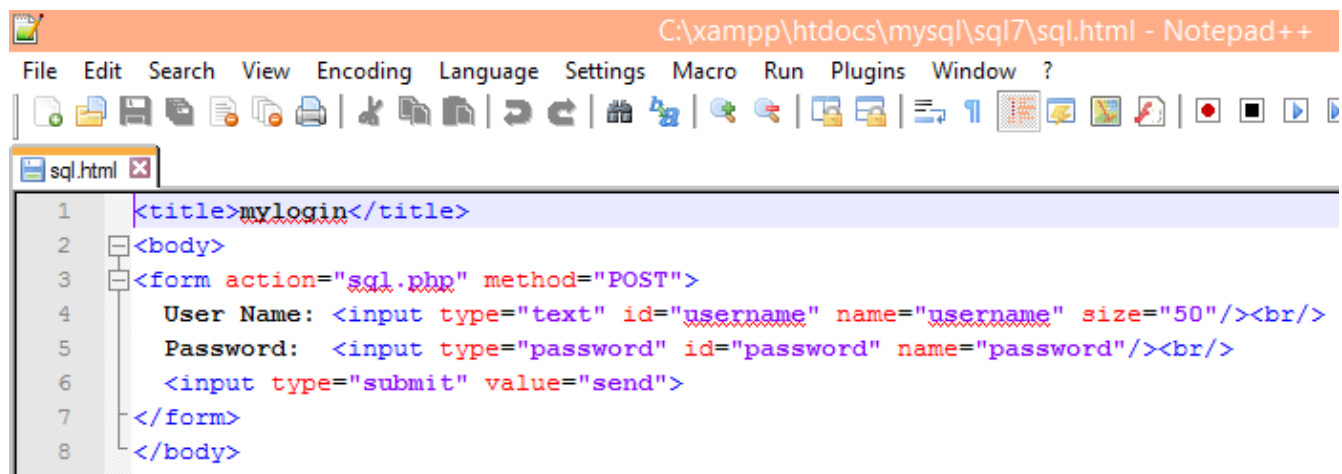 C:\xampp\htdocs\mysql\sql7\sql.html - Notepad++
File Edit Search View Encoding Language Settings Macro Run Plugins Window ?
sql.html
1 <title>mylogin</title>
2 <body>
3 <form action="sql.php" method="POST">
4 User Name: <input type="text" id="username" name="username" size="50"/><br/>
5 Password: <input type="password" id="password" name="password"/><br/>
6 <input type="submit" value="send">
7 </form>
8 </body>